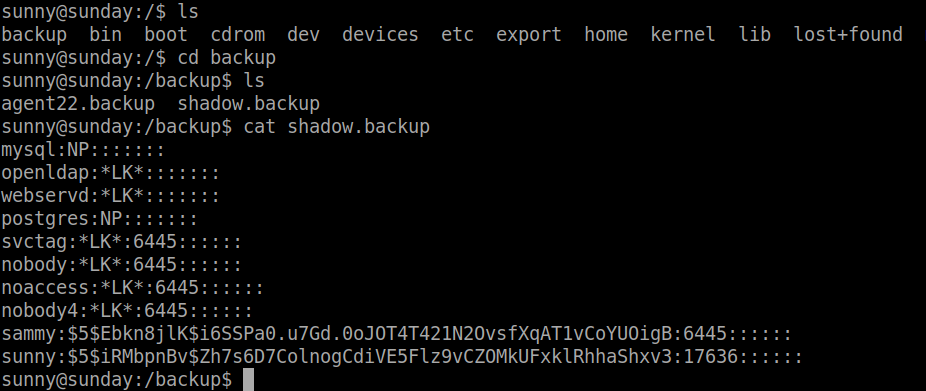 sunny@sunday:/$ ls
backup  bin  boot  cdrom  dev  devices  etc  export  home  kernel  lib  lost+found
sunny@sunday:/$ cd backup
sunny@sunday:/backup$ ls
agent22.backup  shadow.backup
sunny@sunday:/backup$ cat shadow.backup
mysql:NP:::::::
openldap:*LK*:::::::
webservd:*LK*:::::::
postgres:NP:::::::
svctag:*LK*:6445::::::
nobody:*LK*:6445::::::
noaccess:*LK*:6445::::::
nobody4:*LK*:6445::::::
sammy:$5$Ebkn8jlK$i6SSPa0.u7Gd.0oJOT4T421N2OvsfXqAT1vCoYUOigB:6445::::::
sunny:$5$iRMbpnBv$Zh7s6D7ColnogCdiVE5Flz9vCZOMkUFxklRhhaShxv3:17636::::::
sunny@sunday:/backup$